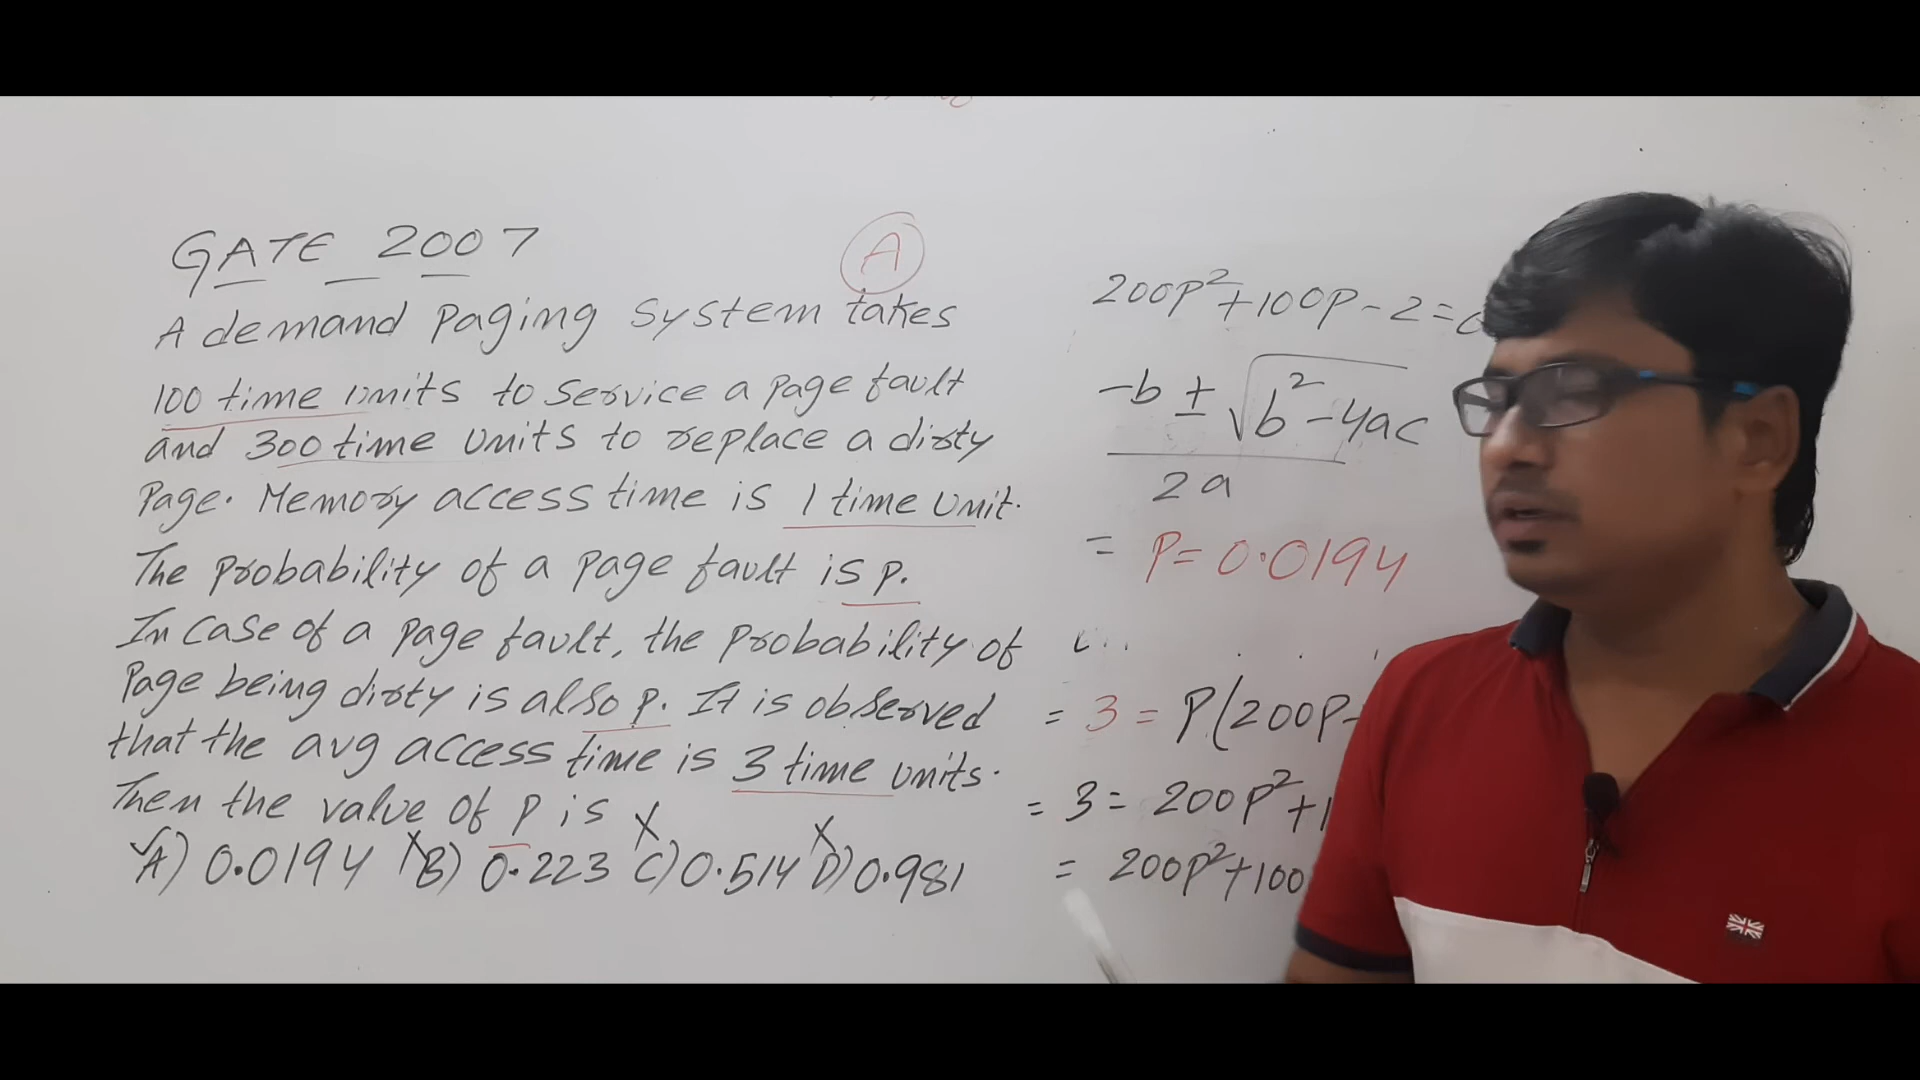 GATE 2007
A
A demand paging system takes
100 time units to service a page fault
and 300 time units to replace a dirty
Page. Memory access time is 1 time unit.
The probability of a page fault is p.
In case of a page fault, the probability of
Page being dirty is also p. It is observed
that the avg access time is 3 time units.
Then the value of p is
A) 0.0194 B) 0.223 C) 0.514 D) 0.981
200p²+100p-2=0
-b ± √b²-4ac
2a
= P=0.0194
= 3 = P(200p-
= 3 = 200p²+1
= 200p²+100